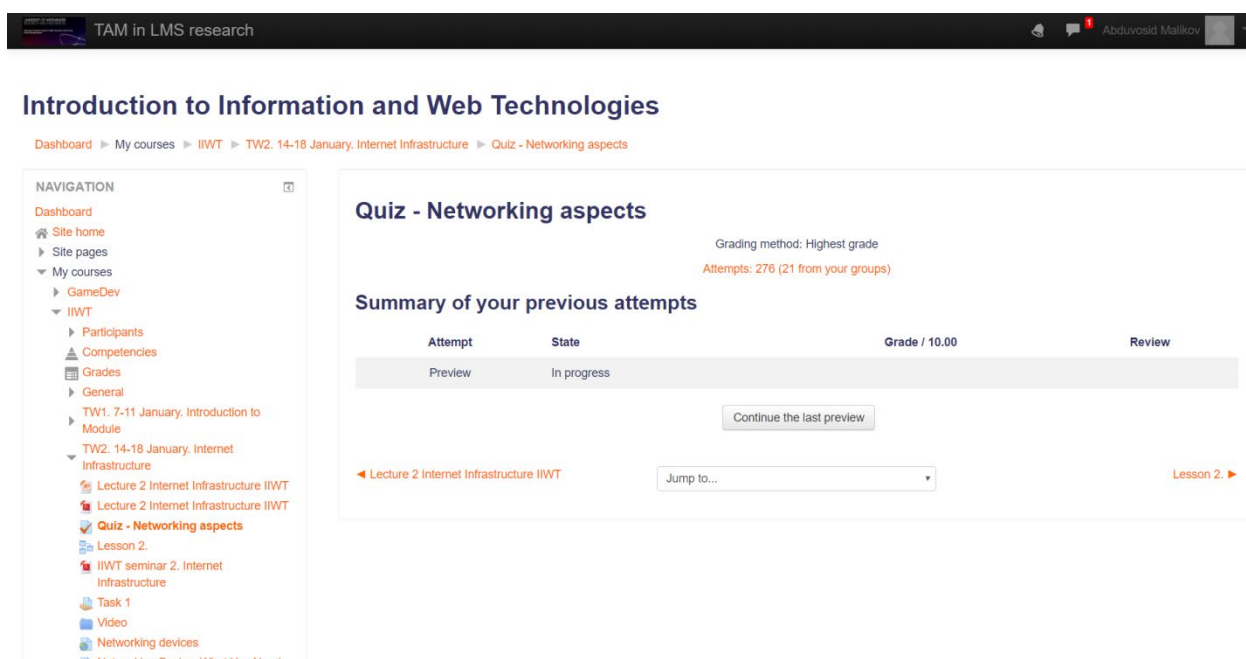 TAM in LMS research
1
Abduvosid Malikov
Introduction to Information and Web Technologies
Dashboard ▶ My courses ▶ IIWT ▶ TW2. 14-18 January. Internet Infrastructure ▶ Quiz - Networking aspects
NAVIGATION
Dashboard
Site home
Site pages
My courses
GameDev
IIWT
Participants
Competencies
Grades
General
TW1. 7-11 January. Introduction to
Module
TW2. 14-18 January. Internet
Infrastructure
Lecture 2 Internet Infrastructure IIWT
Lecture 2 Internet Infrastructure IIWT
Quiz - Networking aspects
Lesson 2.
IIWT seminar 2. Internet
Infrastructure
Task 1
Video
Networking devices
Quiz - Networking aspects
Grading method: Highest grade
Attempts: 276 (21 from your groups)
Summary of your previous attempts
Attempt State Grade / 10.00 Review
Preview In progress
Continue the last preview
◀ Lecture 2 Internet Infrastructure IIWT
Jump to...
Lesson 2. ▶